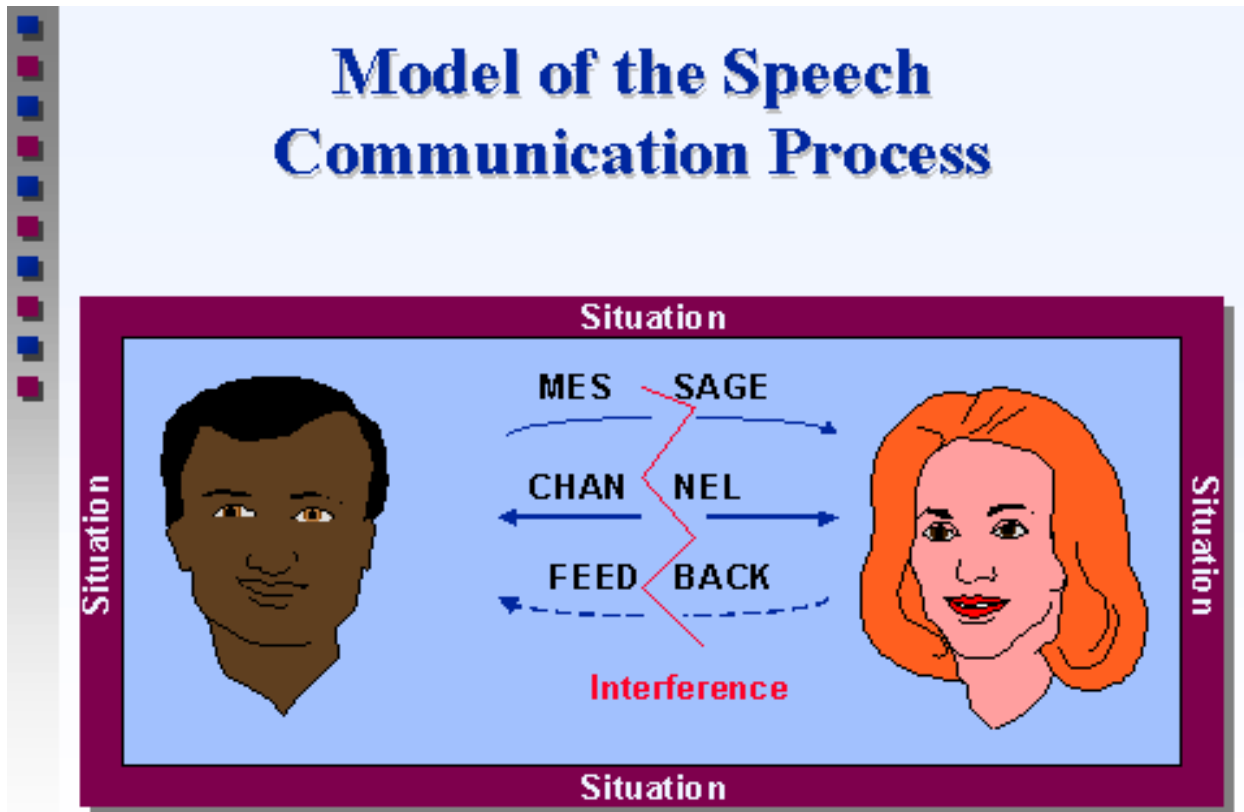 Model of the Speech
Communication Process
Situation
MES SAGE
CHAN NEL
FEED BACK
Interference
Situation
Situation
Situation